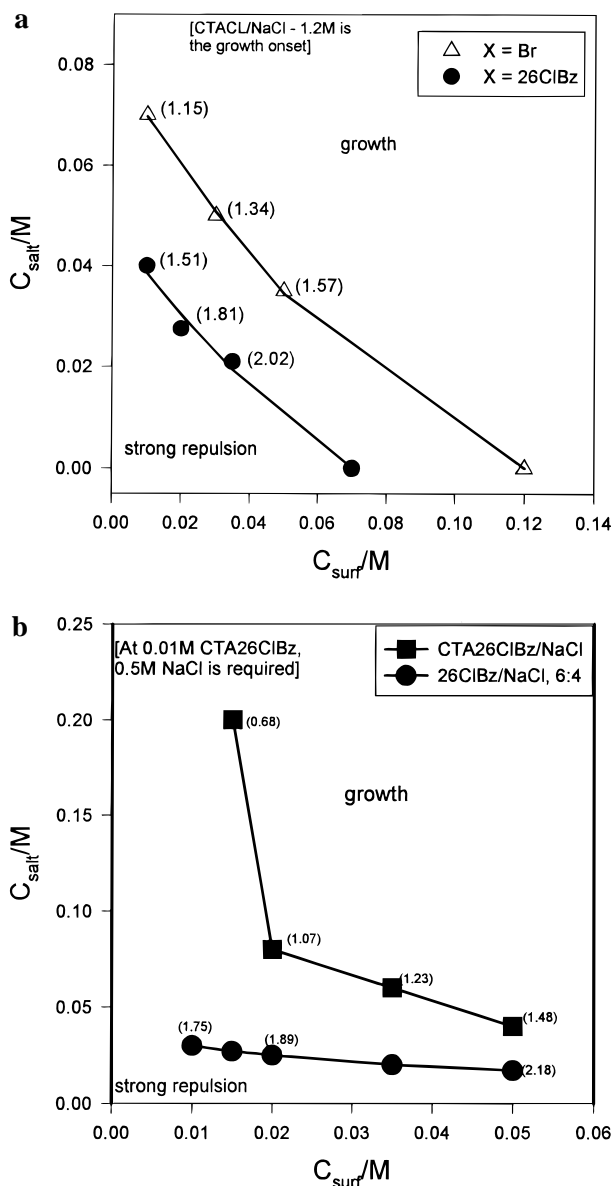 a
[CTACL/NaCl - 1.2M is
the growth onset]
X = Br
X = 26ClBz
0.08
0.06
0.04
0.02
0.00
C_salt/M
(1.15)
growth
(1.34)
(1.51)
(1.57)
(1.81)
(2.02)
strong repulsion
0.00 0.02 0.04 0.06 0.08 0.10 0.12 0.14
C_surf/M
b
[At 0.01M CTA26ClBz,
0.5M NaCl is required]
CTA26ClBz/NaCl
26ClBz/NaCl, 6:4
0.25
0.20
0.15
0.10
0.05
0.00
C_salt/M
(0.68)
growth
(1.07)
(1.23)
(1.48)
(1.75)
(1.89)
(2.18)
strong repulsion
0.00 0.01 0.02 0.03 0.04 0.05 0.06
C_surf/M